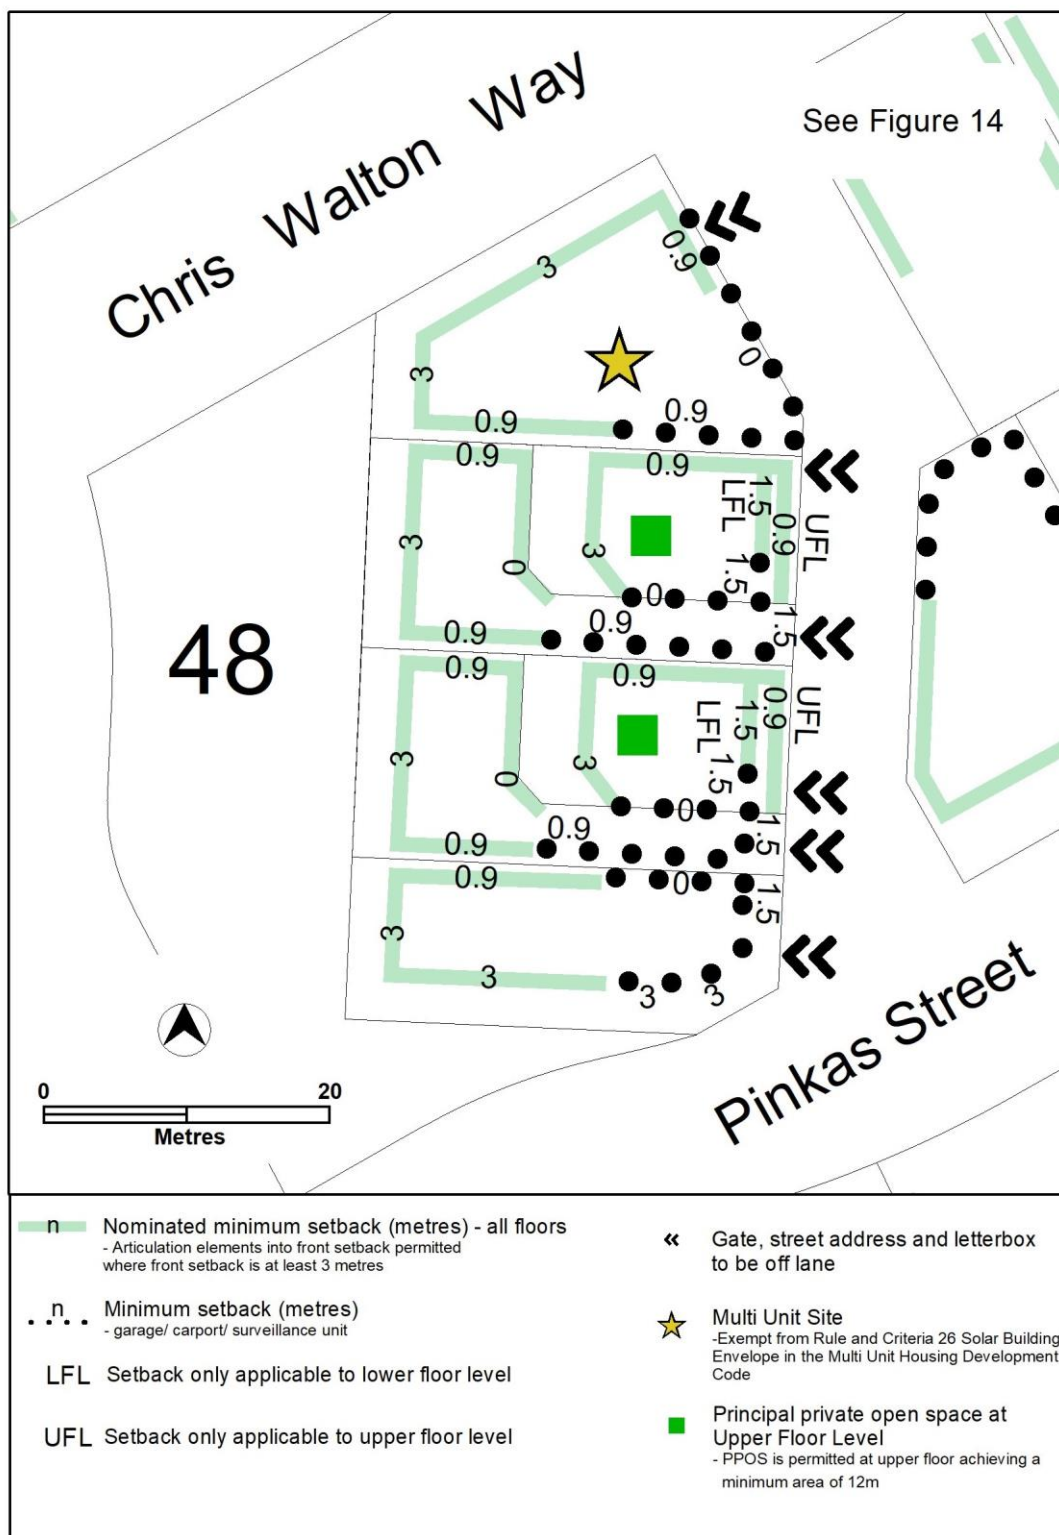 See Figure 14
Chris Walton Way
0.9
3
0
3
0.9
0.9
0.9
0.9
1.5
LFL
0.9
UFL
3
3
0
1.5
0
0.9
0.9
1.5
48
0.9
0.9
0.9
UFL
1.5
LFL
3
3
0
1.5
0
0.9
0.9
1.5
0.9
0
1.5
3
3
3
3
Pinkas Street
0 20
Metres
n Nominated minimum setback (metres) - all floors
- Articulation elements into front setback permitted
where front setback is at least 3 metres
n Minimum setback (metres)
- garage/ carport/ surveillance unit
LFL Setback only applicable to lower floor level
UFL Setback only applicable to upper floor level
Gate, street address and letterbox
to be off lane
Multi Unit Site
-Exempt from Rule and Criteria 26 Solar Building
Envelope in the Multi Unit Housing Development
Code
Principal private open space at
Upper Floor Level
- PPOS is permitted at upper floor achieving a
minimum area of 12m